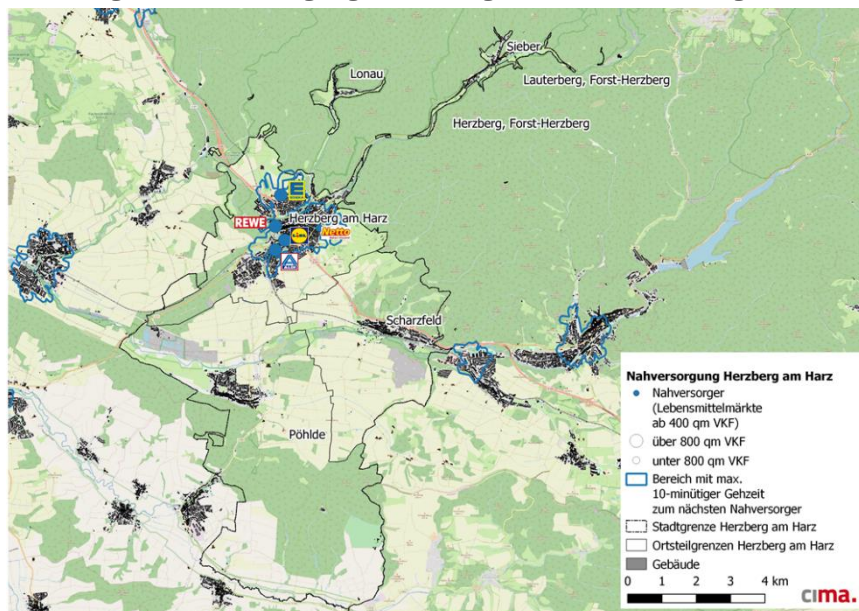 Sieber
Lonau
Lauterberg, Forst-Herzberg
Herzberg, Forst-Herzberg
E
REWE
Herzberg am Harz
Netto
A
Scharzfeld
Pöhlde
Nahversorgung Herzberg am Harz
Nahversorger
(Lebensmittelmärkte
ab 400 qm VKF)
über 800 qm VKF
unter 800 qm VKF
Bereich mit max.
10-minütiger Gehzeit
zum nächsten Nahversorger
Stadtgrenze Herzberg am Harz
Ortsteilgrenzen Herzberg am Harz
Gebäude
0 1 2 3 4 km
cima.